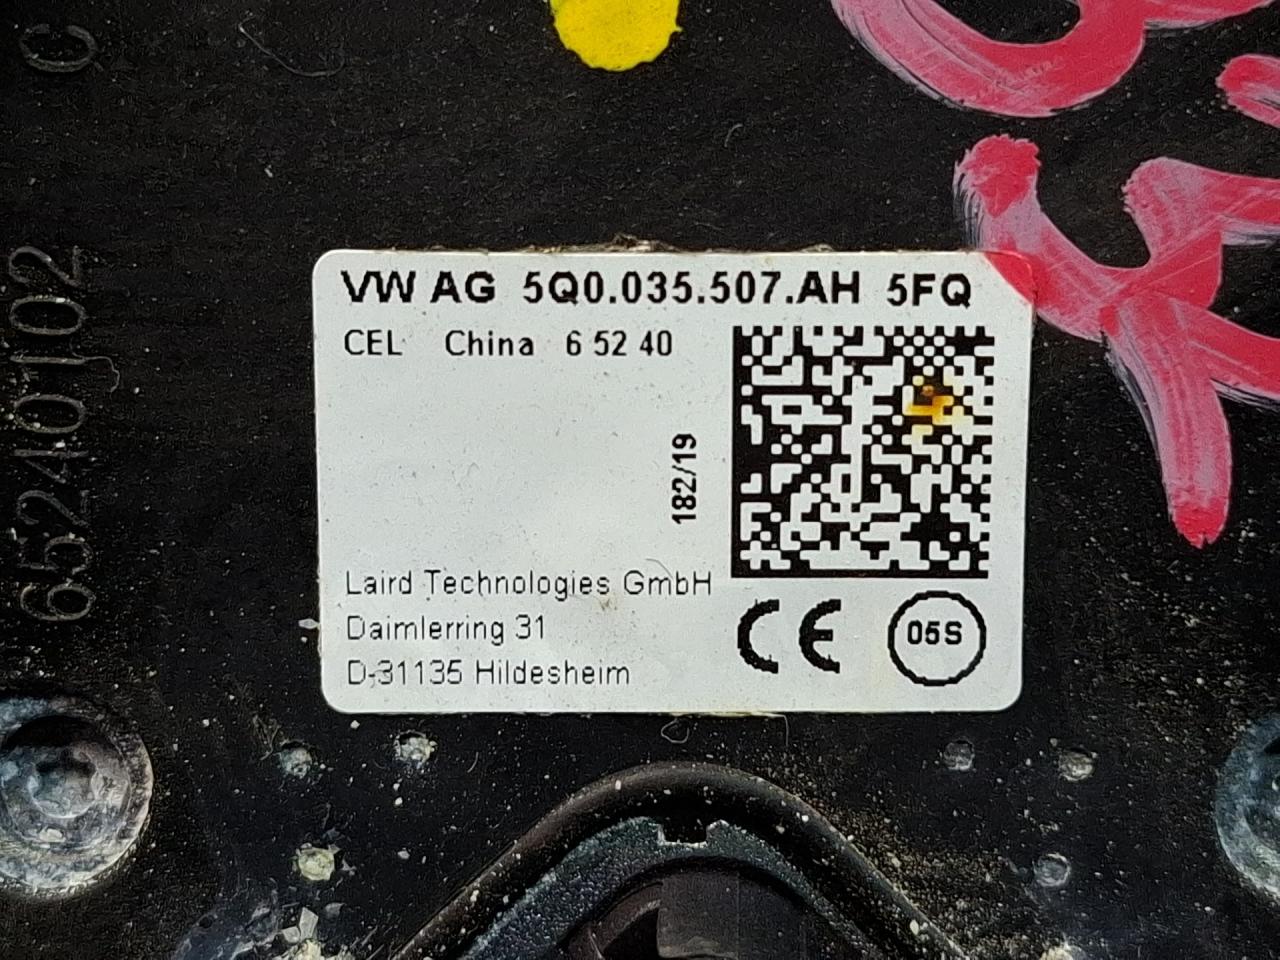 C
65240102
VW AG 5Q0.035.507.AH 5FQ
CEL China 6 52 40
182/19
Laird Technologies GmbH
Daimlerring 31
D-31135 Hildesheim
CE
05S